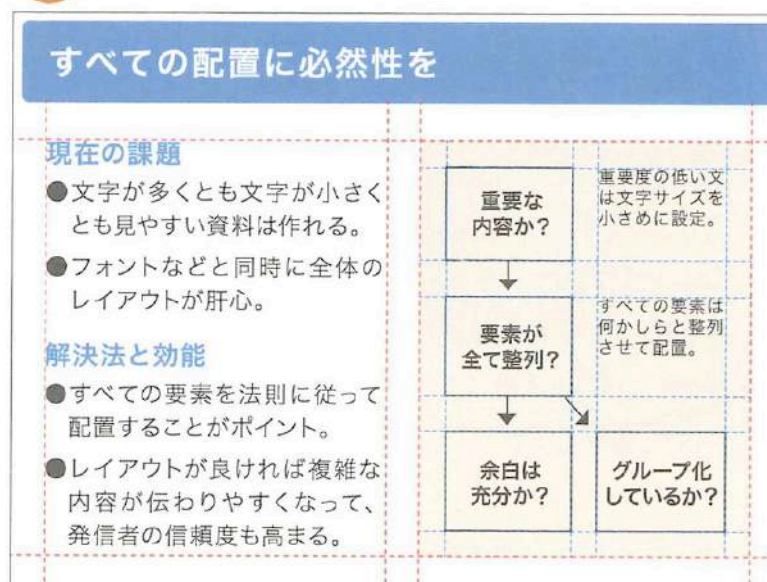 すべての配置に必然性を
現在の課題
●文字が多くとも文字が小さく
とも見やすい資料は作れる。
●フォントなどと同時に全体の
レイアウトが肝心。
解決法と効能
●すべての要素を法則に従って
配置することがポイント。
●レイアウトが良ければ複雑な
内容が伝わりやすくなって、
発信者の信頼度も高まる。
重要な
内容か?
重要度の低い文
は文字サイズを
小さめに設定。
要素が
全て整列?
すべての要素は
何かしらと整列
させて配置。
余白は
充分か?
グループ化
しているか?